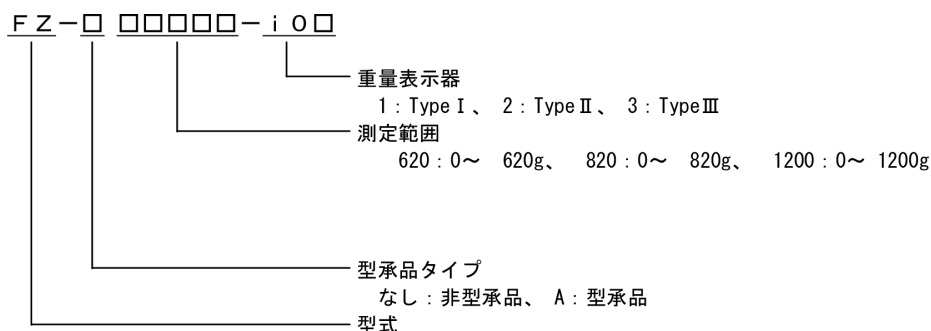 ＦＺ－□ □□□□□－ｉ０□
重量表示器
1：TypeⅠ、 2：TypeⅡ、 3：TypeⅢ
測定範囲
620：0～ 620g、 820：0～ 820g、 1200：0～ 1200g
型承品タイプ
なし：非型承品、 A：型承品
型式